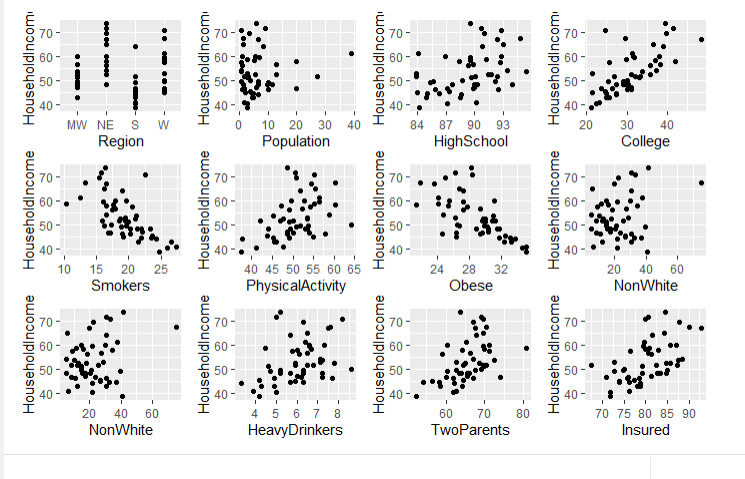 HouseholdIncom-
70
60
50
40
MW NE S W
Region
HouseholdIncom-
70
60
50
40
0 10 20 30 40
Population
HouseholdIncom-
70
60
50
40
84 87 90 93
HighSchool
HouseholdIncom-
70
60
50
40
20 30 40
College
HouseholdIncome
70
60
50
40
10 15 20 25
Smokers
HouseholdIncome
70
60
50
40
40 45 50 55 60 65
PhysicalActivity
HouseholdIncome
70
60
50
40
24 28 32
Obese
HouseholdIncome
70
60
50
40
20 40 60
NonWhite
HouseholdIncome
70
60
50
40
20 40 60
NonWhite
HouseholdIncome
70
60
50
40
4 5 6 7 8
HeavyDrinkers
HouseholdIncome
70
60
50
40
60 70 80
TwoParents
HouseholdIncome
70
60
50
40
70 75 80 85 90
Insured